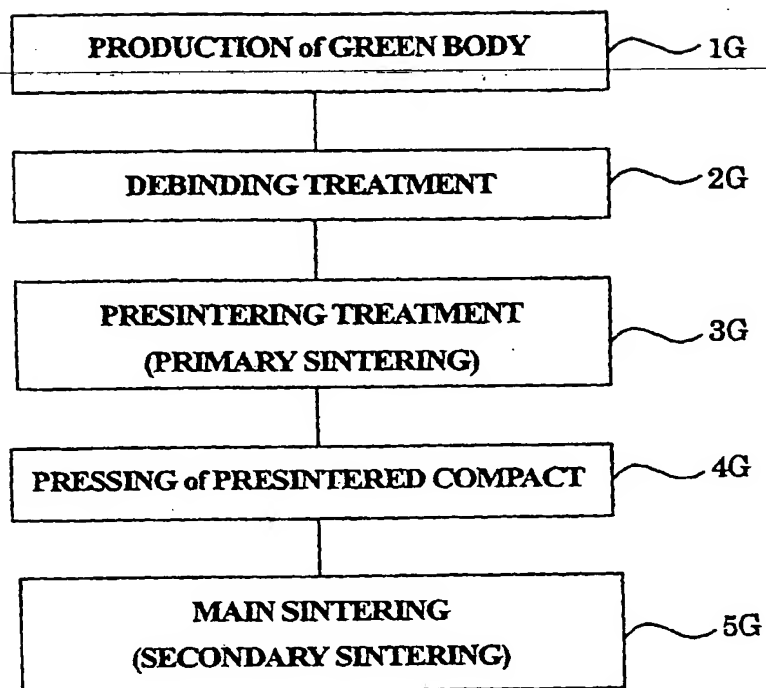 PRODUCTION of GREEN BODY 1G
DEBINDING TREATMENT 2G
PRESINTERING TREATMENT
(PRIMARY SINTERING) 3G
PRESSING of PRESINTERED COMPACT 4G
MAIN SINTERING
(SECONDARY SINTERING) 5G